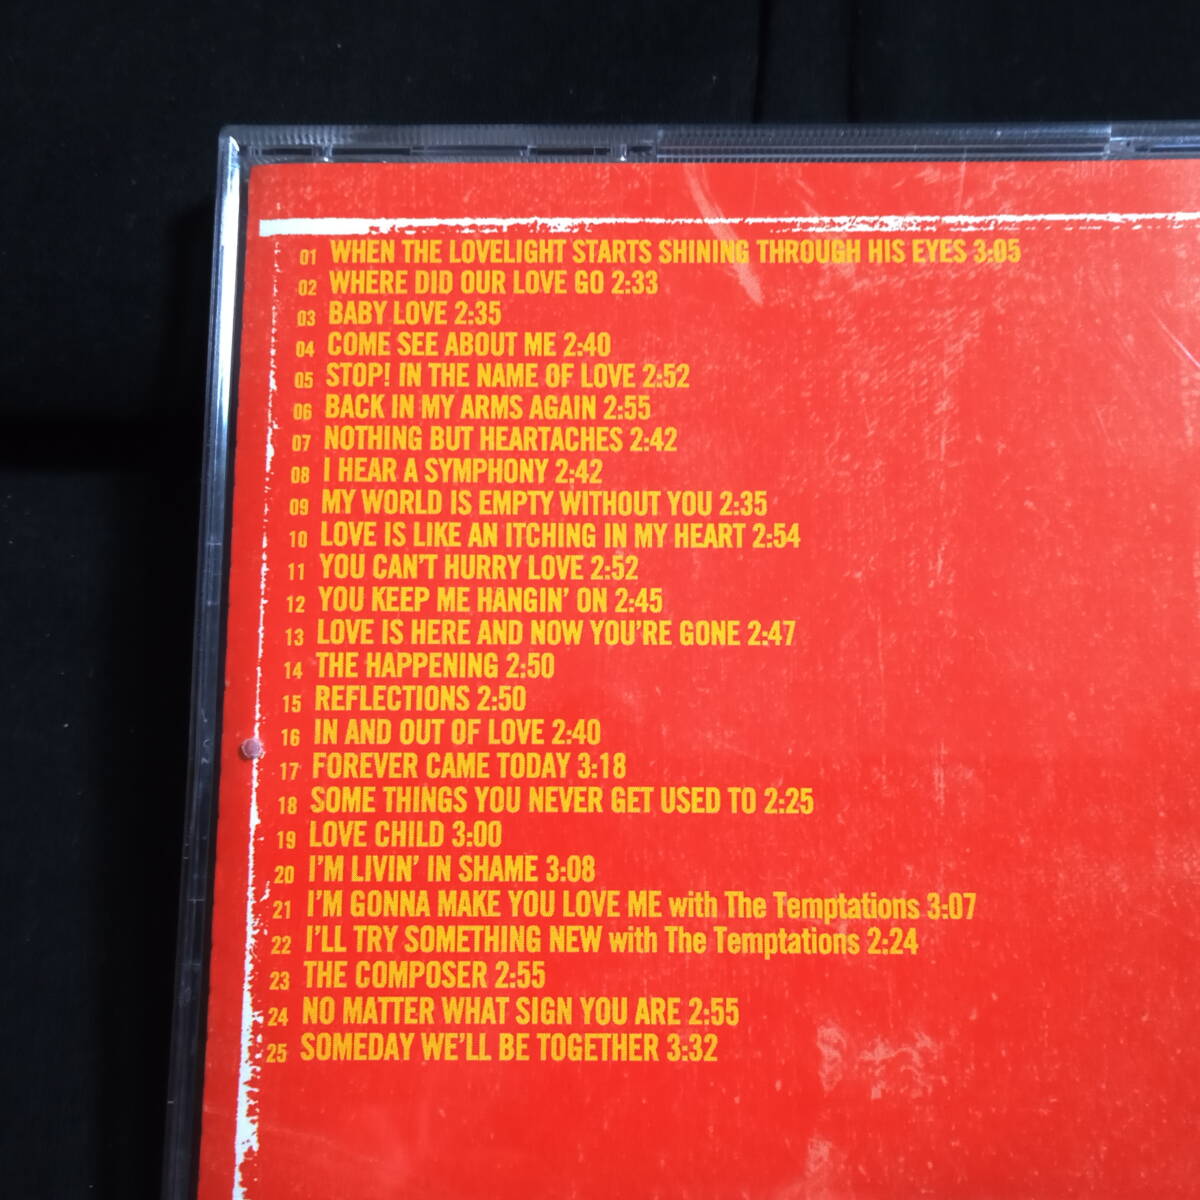 01 WHEN THE LOVELIGHT STARTS SHINING THROUGH HIS EYES 3:05
02 WHERE DID OUR LOVE GO 2:33
03 BABY LOVE 2:35
04 COME SEE ABOUT ME 2:40
05 STOP! IN THE NAME OF LOVE 2:52
06 BACK IN MY ARMS AGAIN 2:55
07 NOTHING BUT HEARTACHES 2:42
08 I HEAR A SYMPHONY 2:42
09 MY WORLD IS EMPTY WITHOUT YOU 2:35
10 LOVE IS LIKE AN ITCHING IN MY HEART 2:54
11 YOU CAN'T HURRY LOVE 2:52
12 YOU KEEP ME HANGIN' ON 2:45
13 LOVE IS HERE AND NOW YOU'RE GONE 2:47
14 THE HAPPENING 2:50
15 REFLECTIONS 2:50
16 IN AND OUT OF LOVE 2:40
17 FOREVER CAME TODAY 3:18
18 SOME THINGS YOU NEVER GET USED TO 2:25
19 LOVE CHILD 3:00
20 I'M LIVIN' IN SHAME 3:08
21 I'M GONNA MAKE YOU LOVE ME with The Temptations 3:07
22 I'LL TRY SOMETHING NEW with The Temptations 2:24
23 THE COMPOSER 2:55
24 NO MATTER WHAT SIGN YOU ARE 2:55
25 SOMEDAY WE'LL BE TOGETHER 3:32